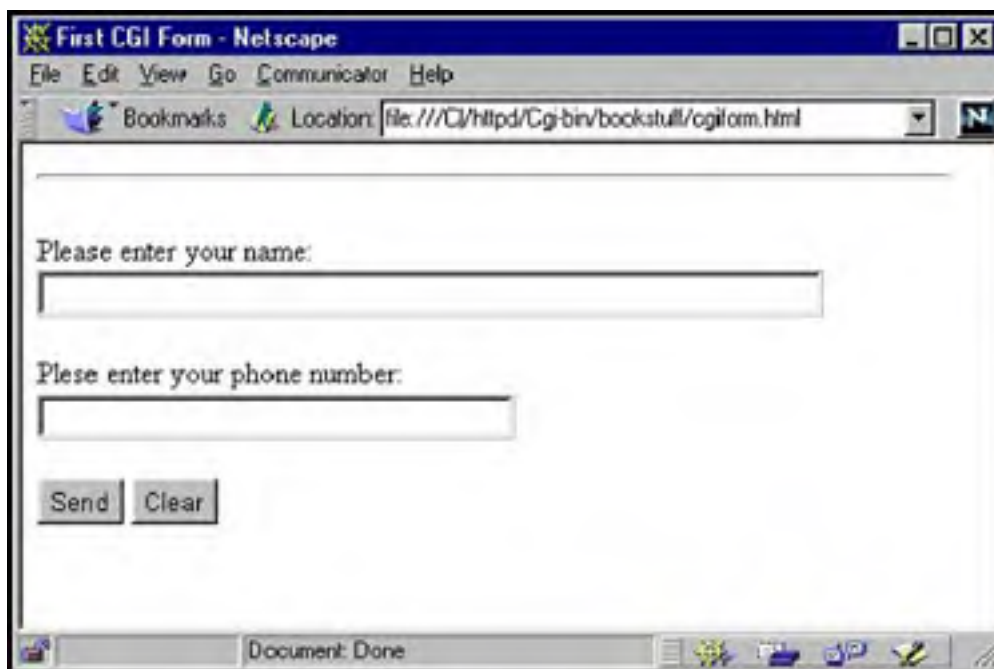 First CGI Form - Netscape
File Edit View Go Communicator Help
Bookmarks Location: file:///C|/httpd/Cgi-bin/bookstuff/cgiform.html
N
Please enter your name:
Plese enter your phone number:
Send Clear
Document: Done